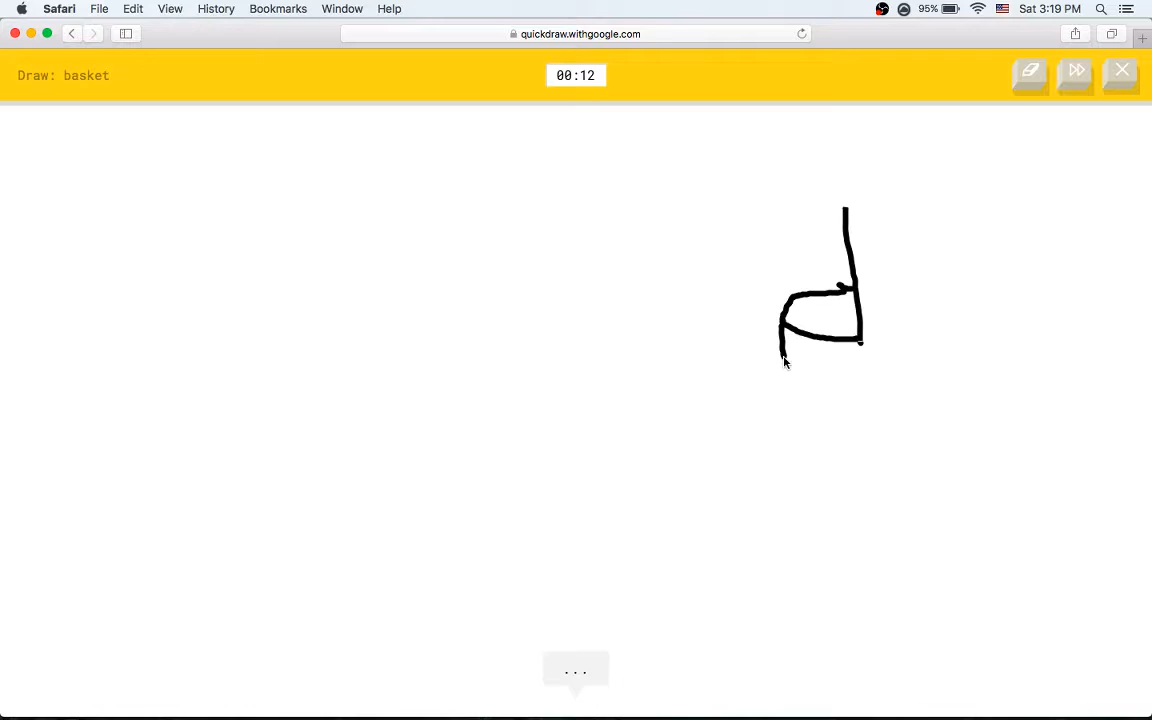 Safari File Edit View History Bookmarks Window Help 95% Sat 3:19 PM
quickdraw.withgoogle.com
Draw: basket 00:12
...